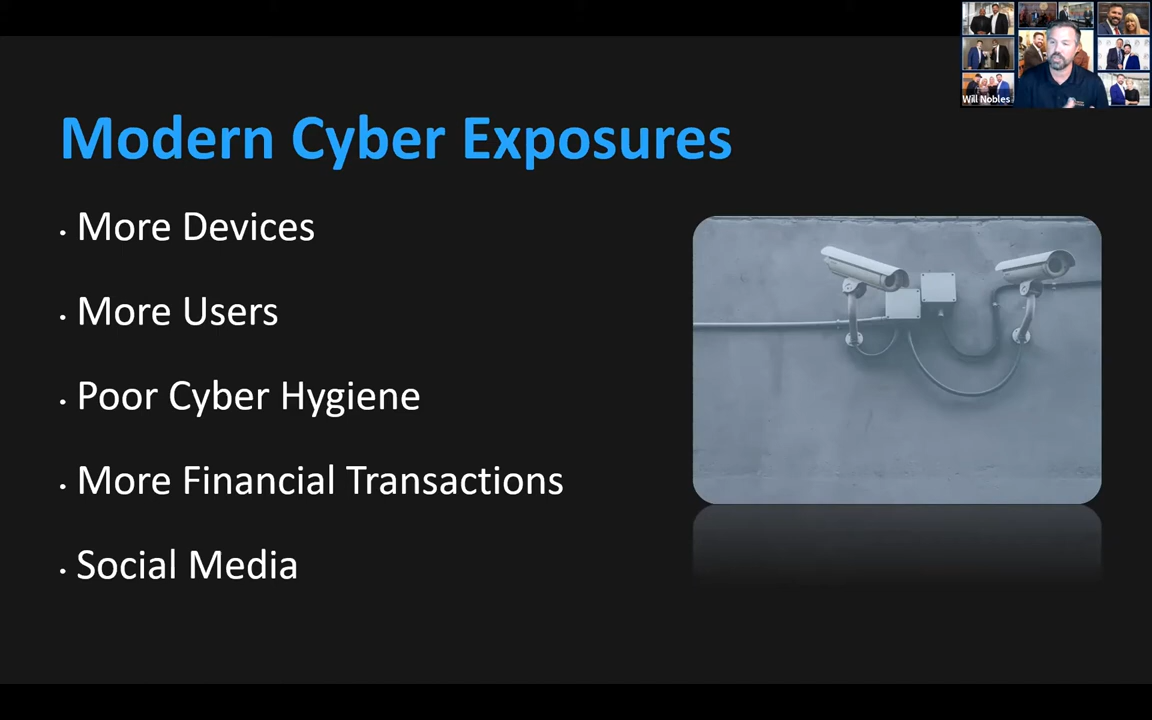 Will Nobles
Modern Cyber Exposures
• More Devices
• More Users
• Poor Cyber Hygiene
• More Financial Transactions
• Social Media